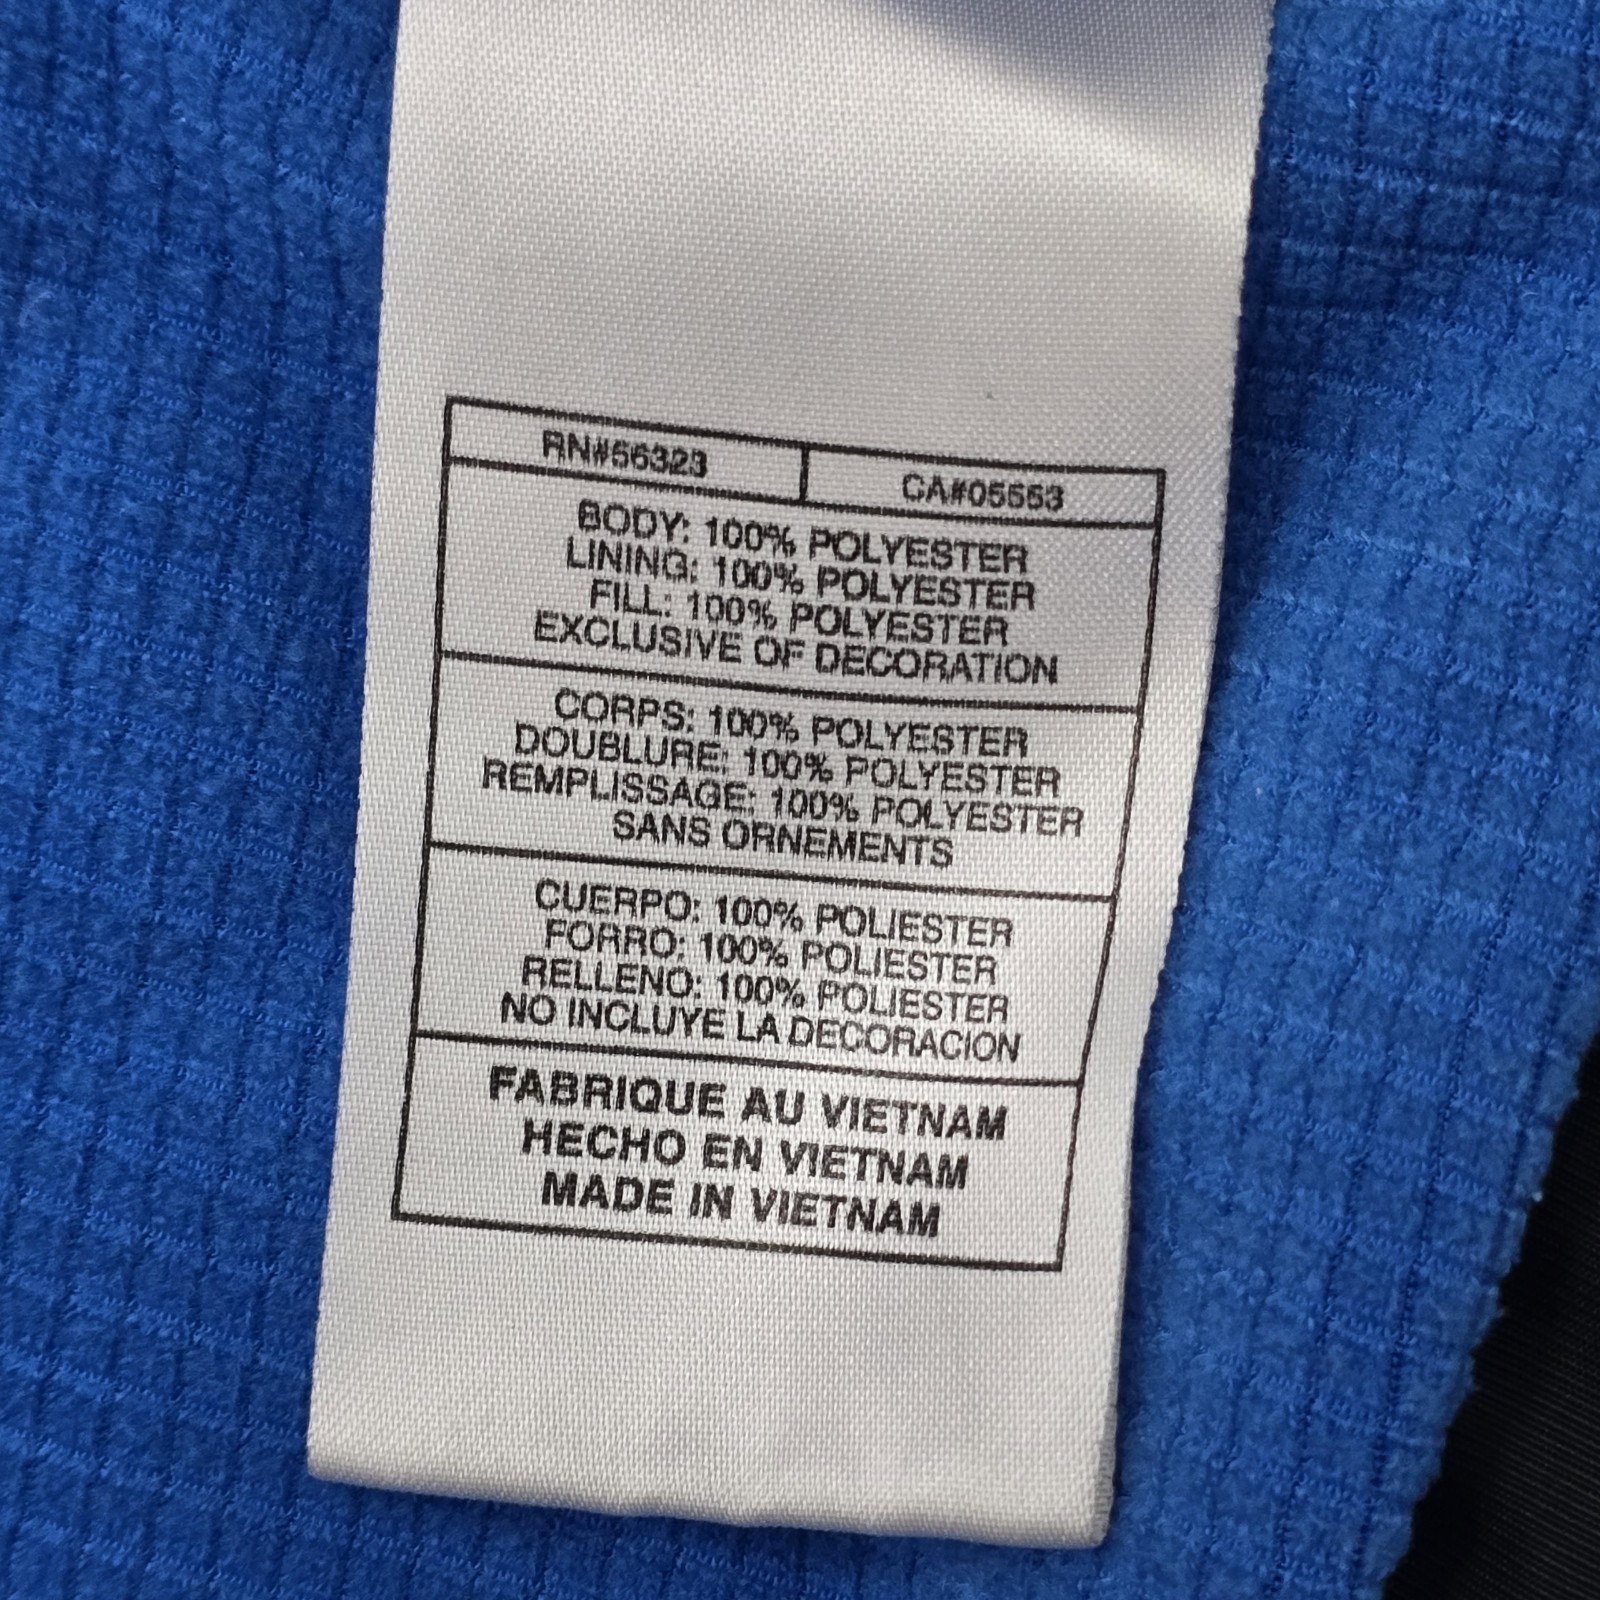 RN#56323
CA#05553
BODY: 100% POLYESTER
LINING: 100% POLYESTER
FILL: 100% POLYESTER
EXCLUSIVE OF DECORATION
CORPS: 100% POLYESTER
DOUBLURE: 100% POLYESTER
REMPLISSAGE: 100% POLYESTER
SANS ORNEMENTS
CUERPO: 100% POLIESTER
FORRO: 100% POLIESTER
RELLENO: 100% POLIESTER
NO INCLUYE LA DECORACION
FABRIQUE AU VIETNAM
HECHO EN VIETNAM
MADE IN VIETNAM